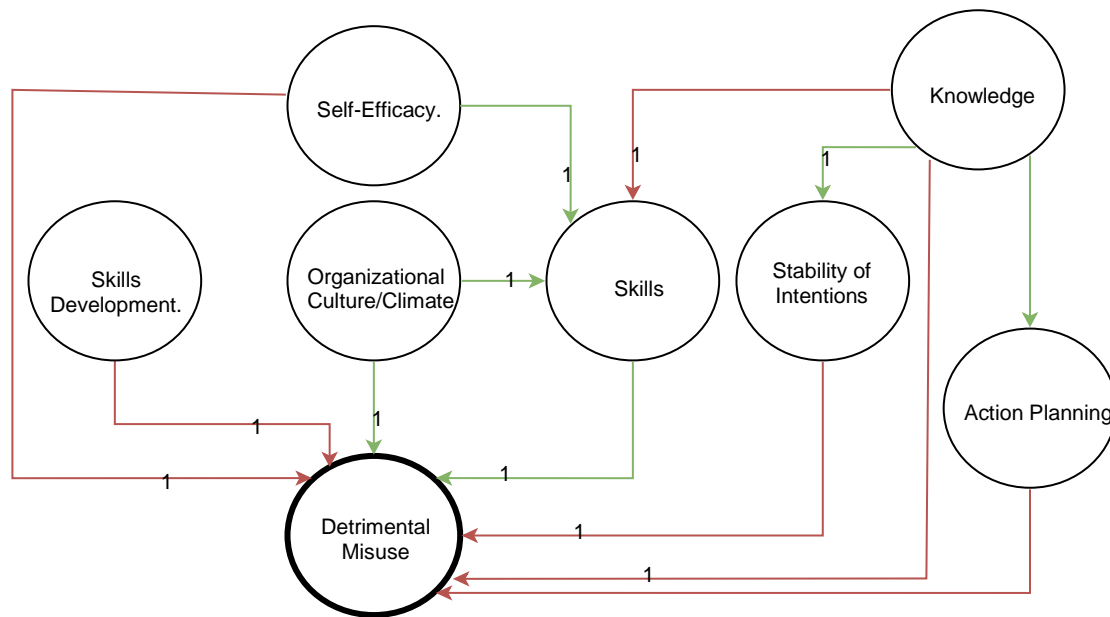 Self-Efficacy.
Knowledge
1
1
1
Skills
Development.
Organizational
Culture/Climate
1
Skills
Stability of
Intentions
Action Planning
1
1
1
1
Detrimental
Misuse
1
1